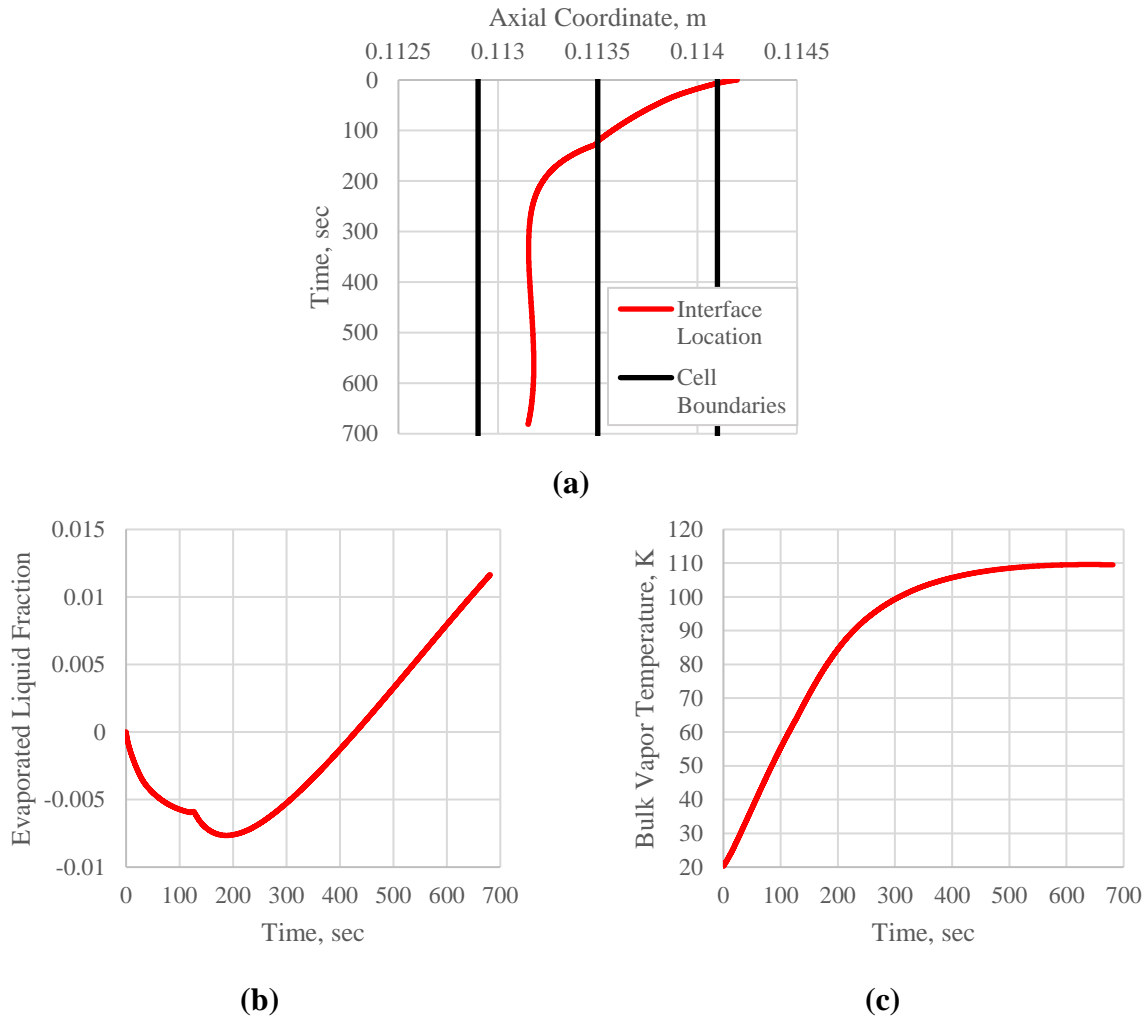 Axial Coordinate, m
0.1125 0.113 0.1135 0.114 0.1145
0
100
200
300
400
500
600
700
Time, sec
Interface
Location
Cell
Boundaries
(a)
0.015
0.01
0.005
0
-0.005
-0.01
Evaporated Liquid Fraction
0 100 200 300 400 500 600 700
Time, sec
(b)
120
110
100
90
80
70
60
50
40
30
20
Bulk Vapor Temperature, K
0 100 200 300 400 500 600 700
Time, sec
(c)